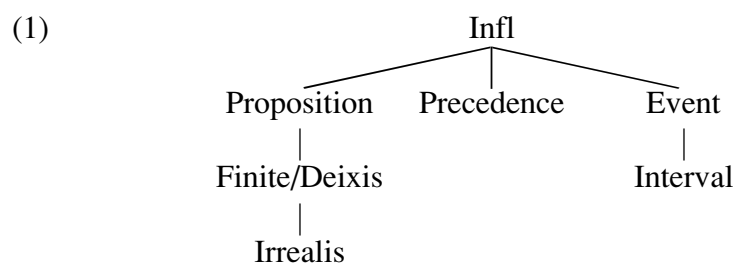 (1) Infl
Proposition Precedence Event
Finite/Deixis Interval
Irrealis